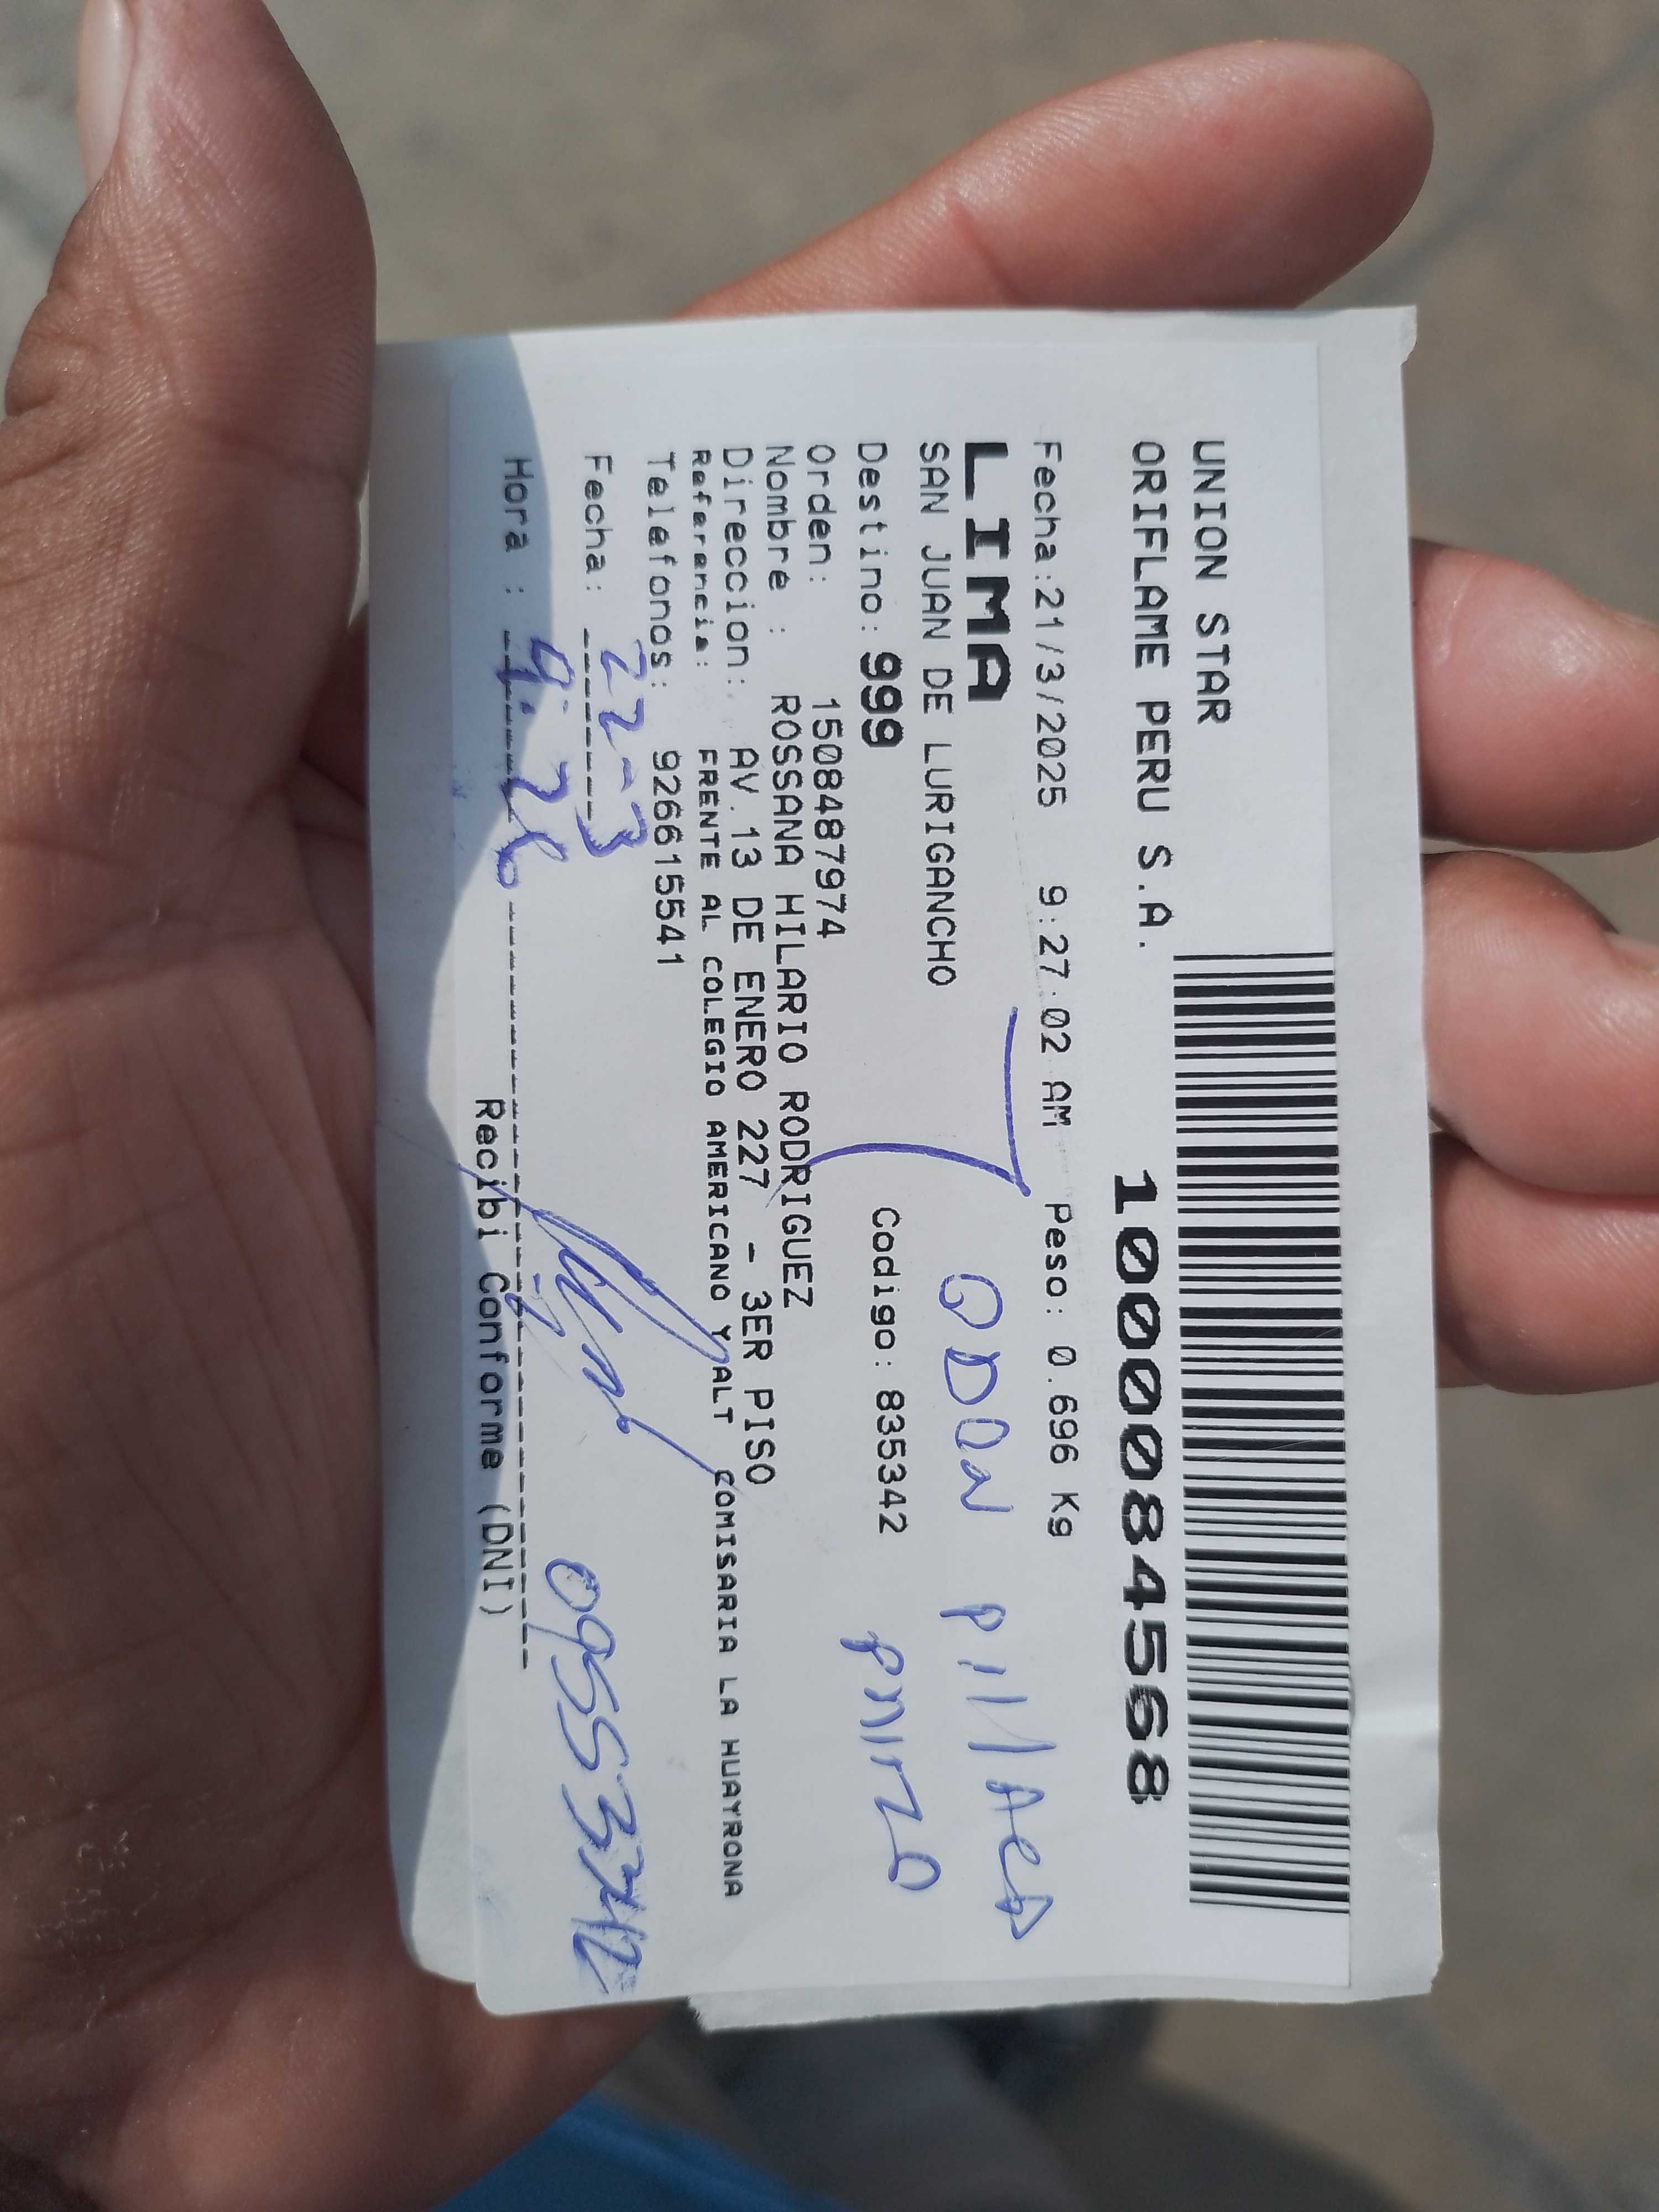 UNION STAR
ORIFLAME PERU S.A.
1000084568
Fecha:21/3/2025 9:27:02 AM Peso: 0.696 Kg
LIMA
SAN JUAN DE LURIGANCHO
ODON PillAcA
Destino: 999 Codigo: 835342
Orden: 1508487974
Nombre : ROSSANA HILARIO RODRIGUEZ
Direccion: AV.13 DE ENERO 227 - 3ER PISO
Referencia: FRENTE AL COLEGIO AMERICANO Y ALT COMISARIA LA HUAYRONA
Telefonos: 926615541
Fecha: 22-3
Hora : 9:26
Recibi Conforme (DNI)